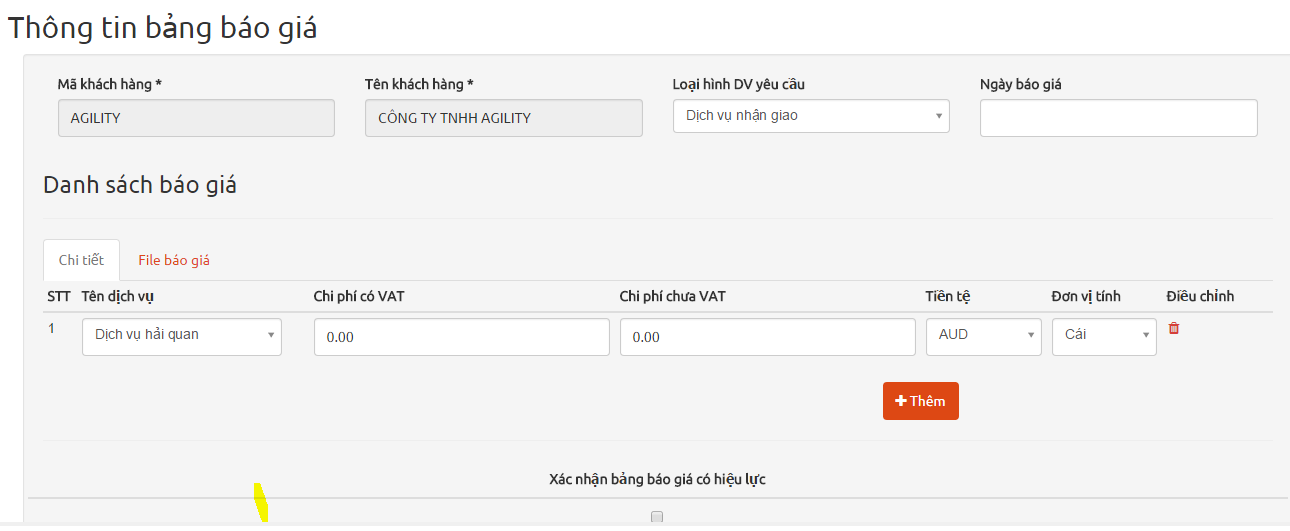 Thông tin bảng báo giá
Mã khách hàng * Tên khách hàng * Loại hình DV yêu cầu Ngày báo giá
AGILITY CÔNG TY TNHH AGILITY Dịch vụ nhận giao
Danh sách báo giá
Chi tiết File báo giá
STT Tên dịch vụ Chi phí có VAT Chi phí chưa VAT Tiền tệ Đơn vị tính Điều chỉnh
1 Dịch vụ hải quan 0.00 0.00 AUD Cái
+ Thêm
Xác nhận bảng báo giá có hiệu lực